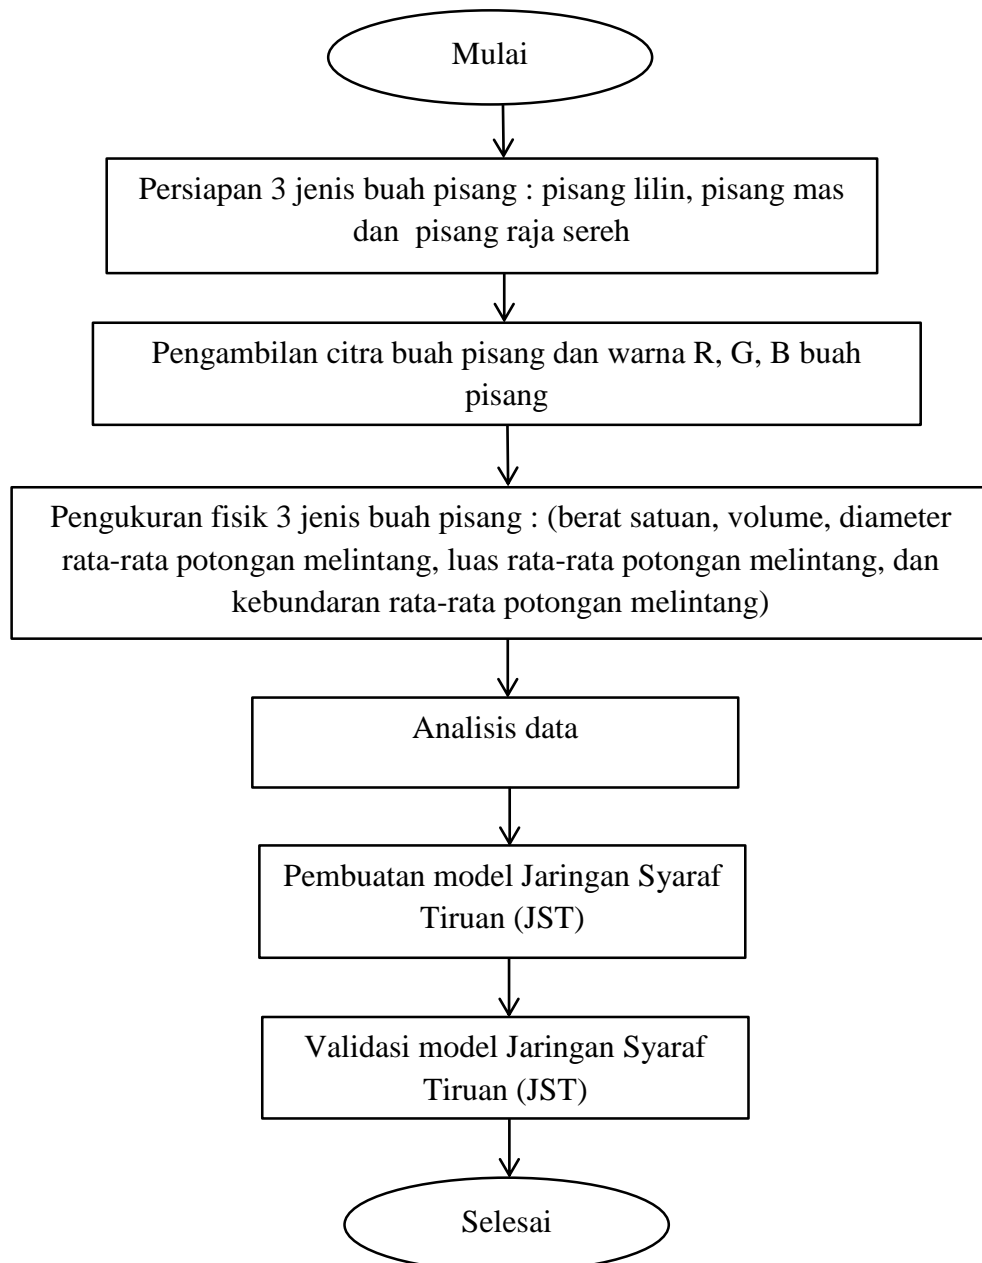 Mulai
Persiapan 3 jenis buah pisang : pisang lilin, pisang mas
dan  pisang raja sereh
Pengambilan citra buah pisang dan warna R, G, B buah
pisang
Pengukuran fisik 3 jenis buah pisang : (berat satuan, volume, diameter
rata-rata potongan melintang, luas rata-rata potongan melintang, dan
kebundaran rata-rata potongan melintang)
Analisis data
Pembuatan model Jaringan Syaraf
Tiruan (JST)
Validasi model Jaringan Syaraf
Tiruan (JST)
Selesai